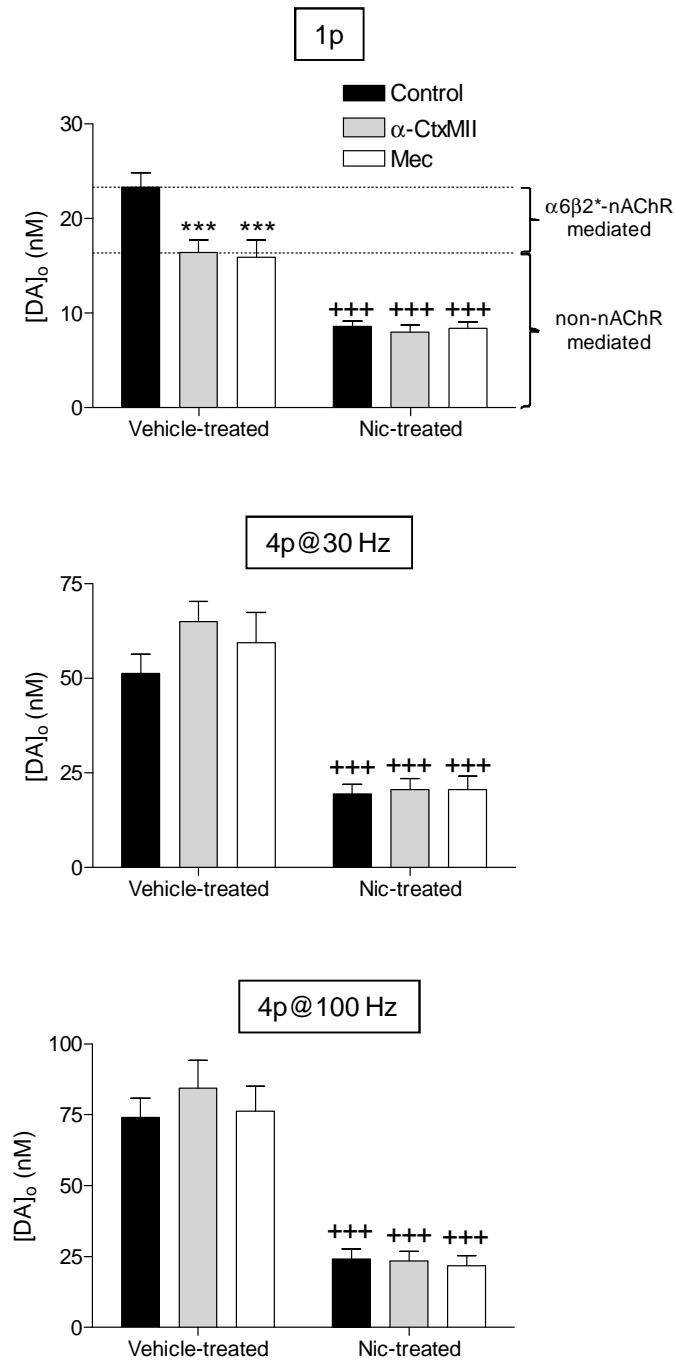 1p
Control
α-CtxMII
Mec
30
20
10
0
[DA]ₒ (nM)
*** ***
+++ +++ +++
α6β2*-nAChR
mediated
non-nAChR
mediated
Vehicle-treated Nic-treated
4p@30 Hz
75
50
25
0
[DA]ₒ (nM)
+++ +++ +++
Vehicle-treated Nic-treated
4p@100 Hz
100
75
50
25
0
[DA]ₒ (nM)
+++ +++ +++
Vehicle-treated Nic-treated